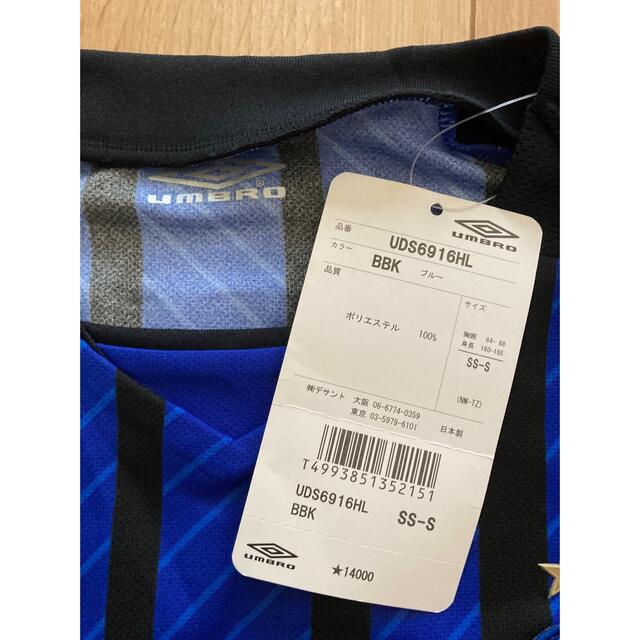 UMBRO®
UMBRO
品番 UDS6916HL
カラー BBK ブルー
品質 サイズ
ポリエステル 100%
胸囲 84- 88
身長 160-165
SS-S
(NM-TZ)
㈱デサント 大阪 06-6774-0359
東京 03-5979-6101 日本製
T4993851352151
UDS6916HL
BBK SS-S
UMBRO
★14000